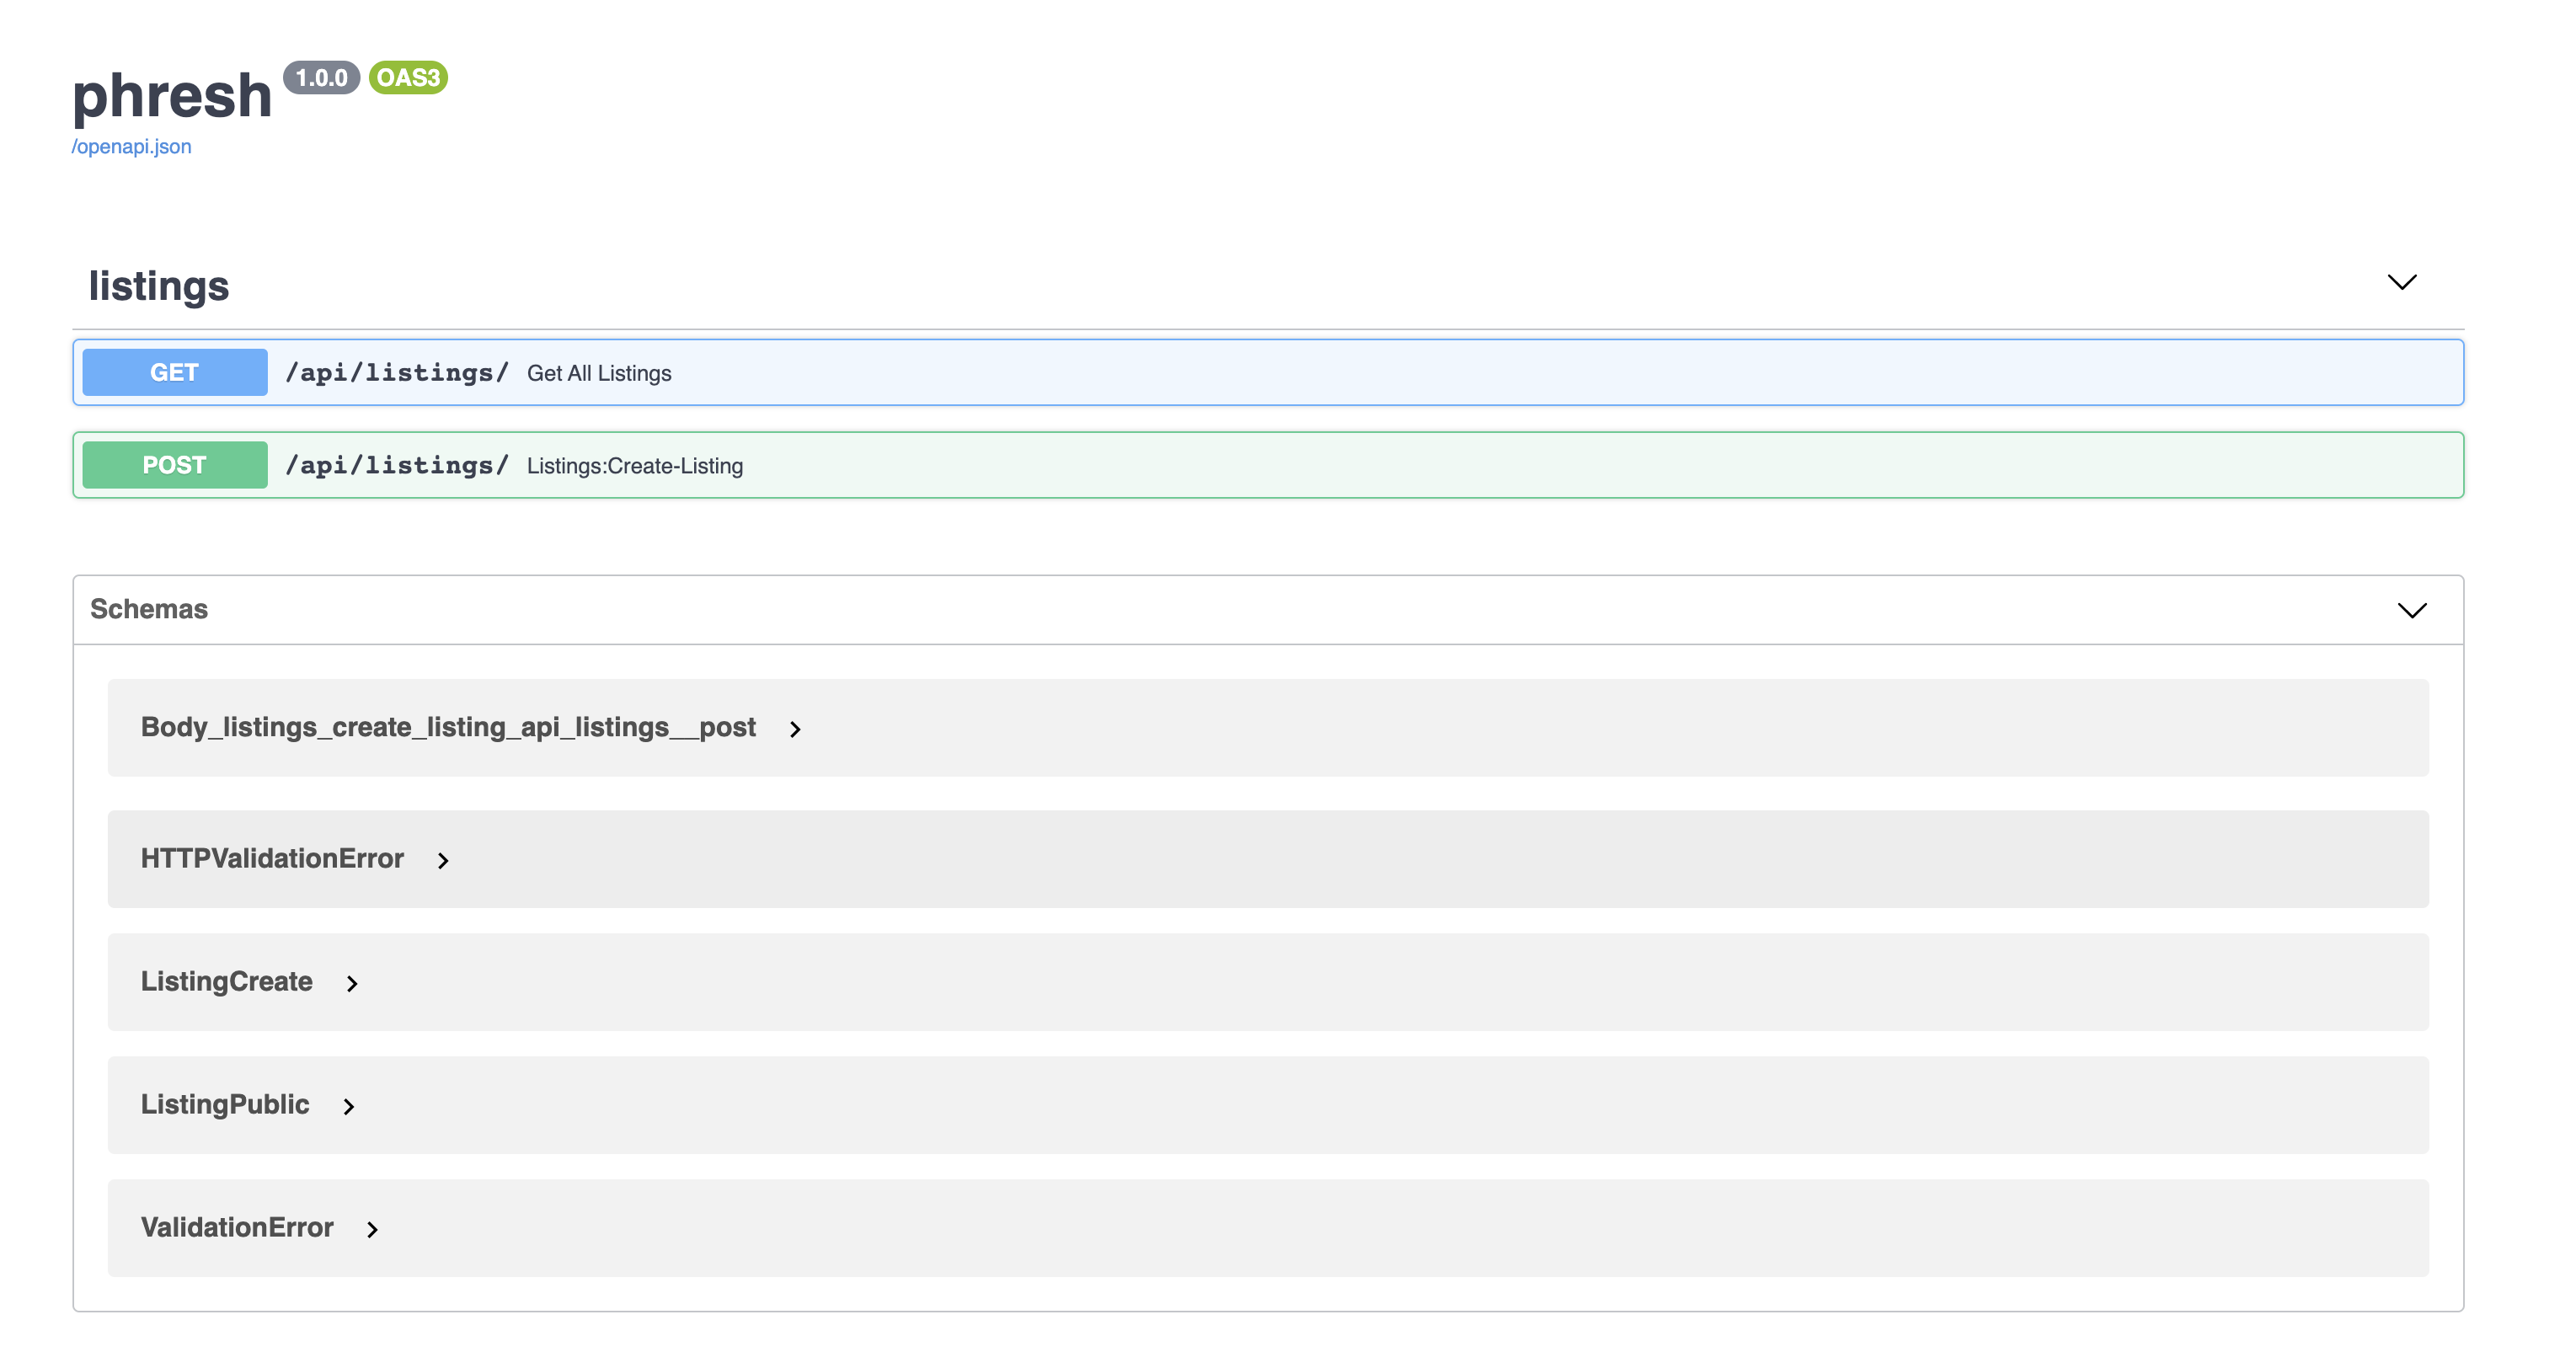 phresh 1.0.0 OAS3
/openapi.json
listings
GET /api/listings/ Get All Listings
POST /api/listings/ Listings:Create-Listing
Schemas
Body_listings_create_listing_api_listings__post
HTTPValidationError
ListingCreate
ListingPublic
ValidationError